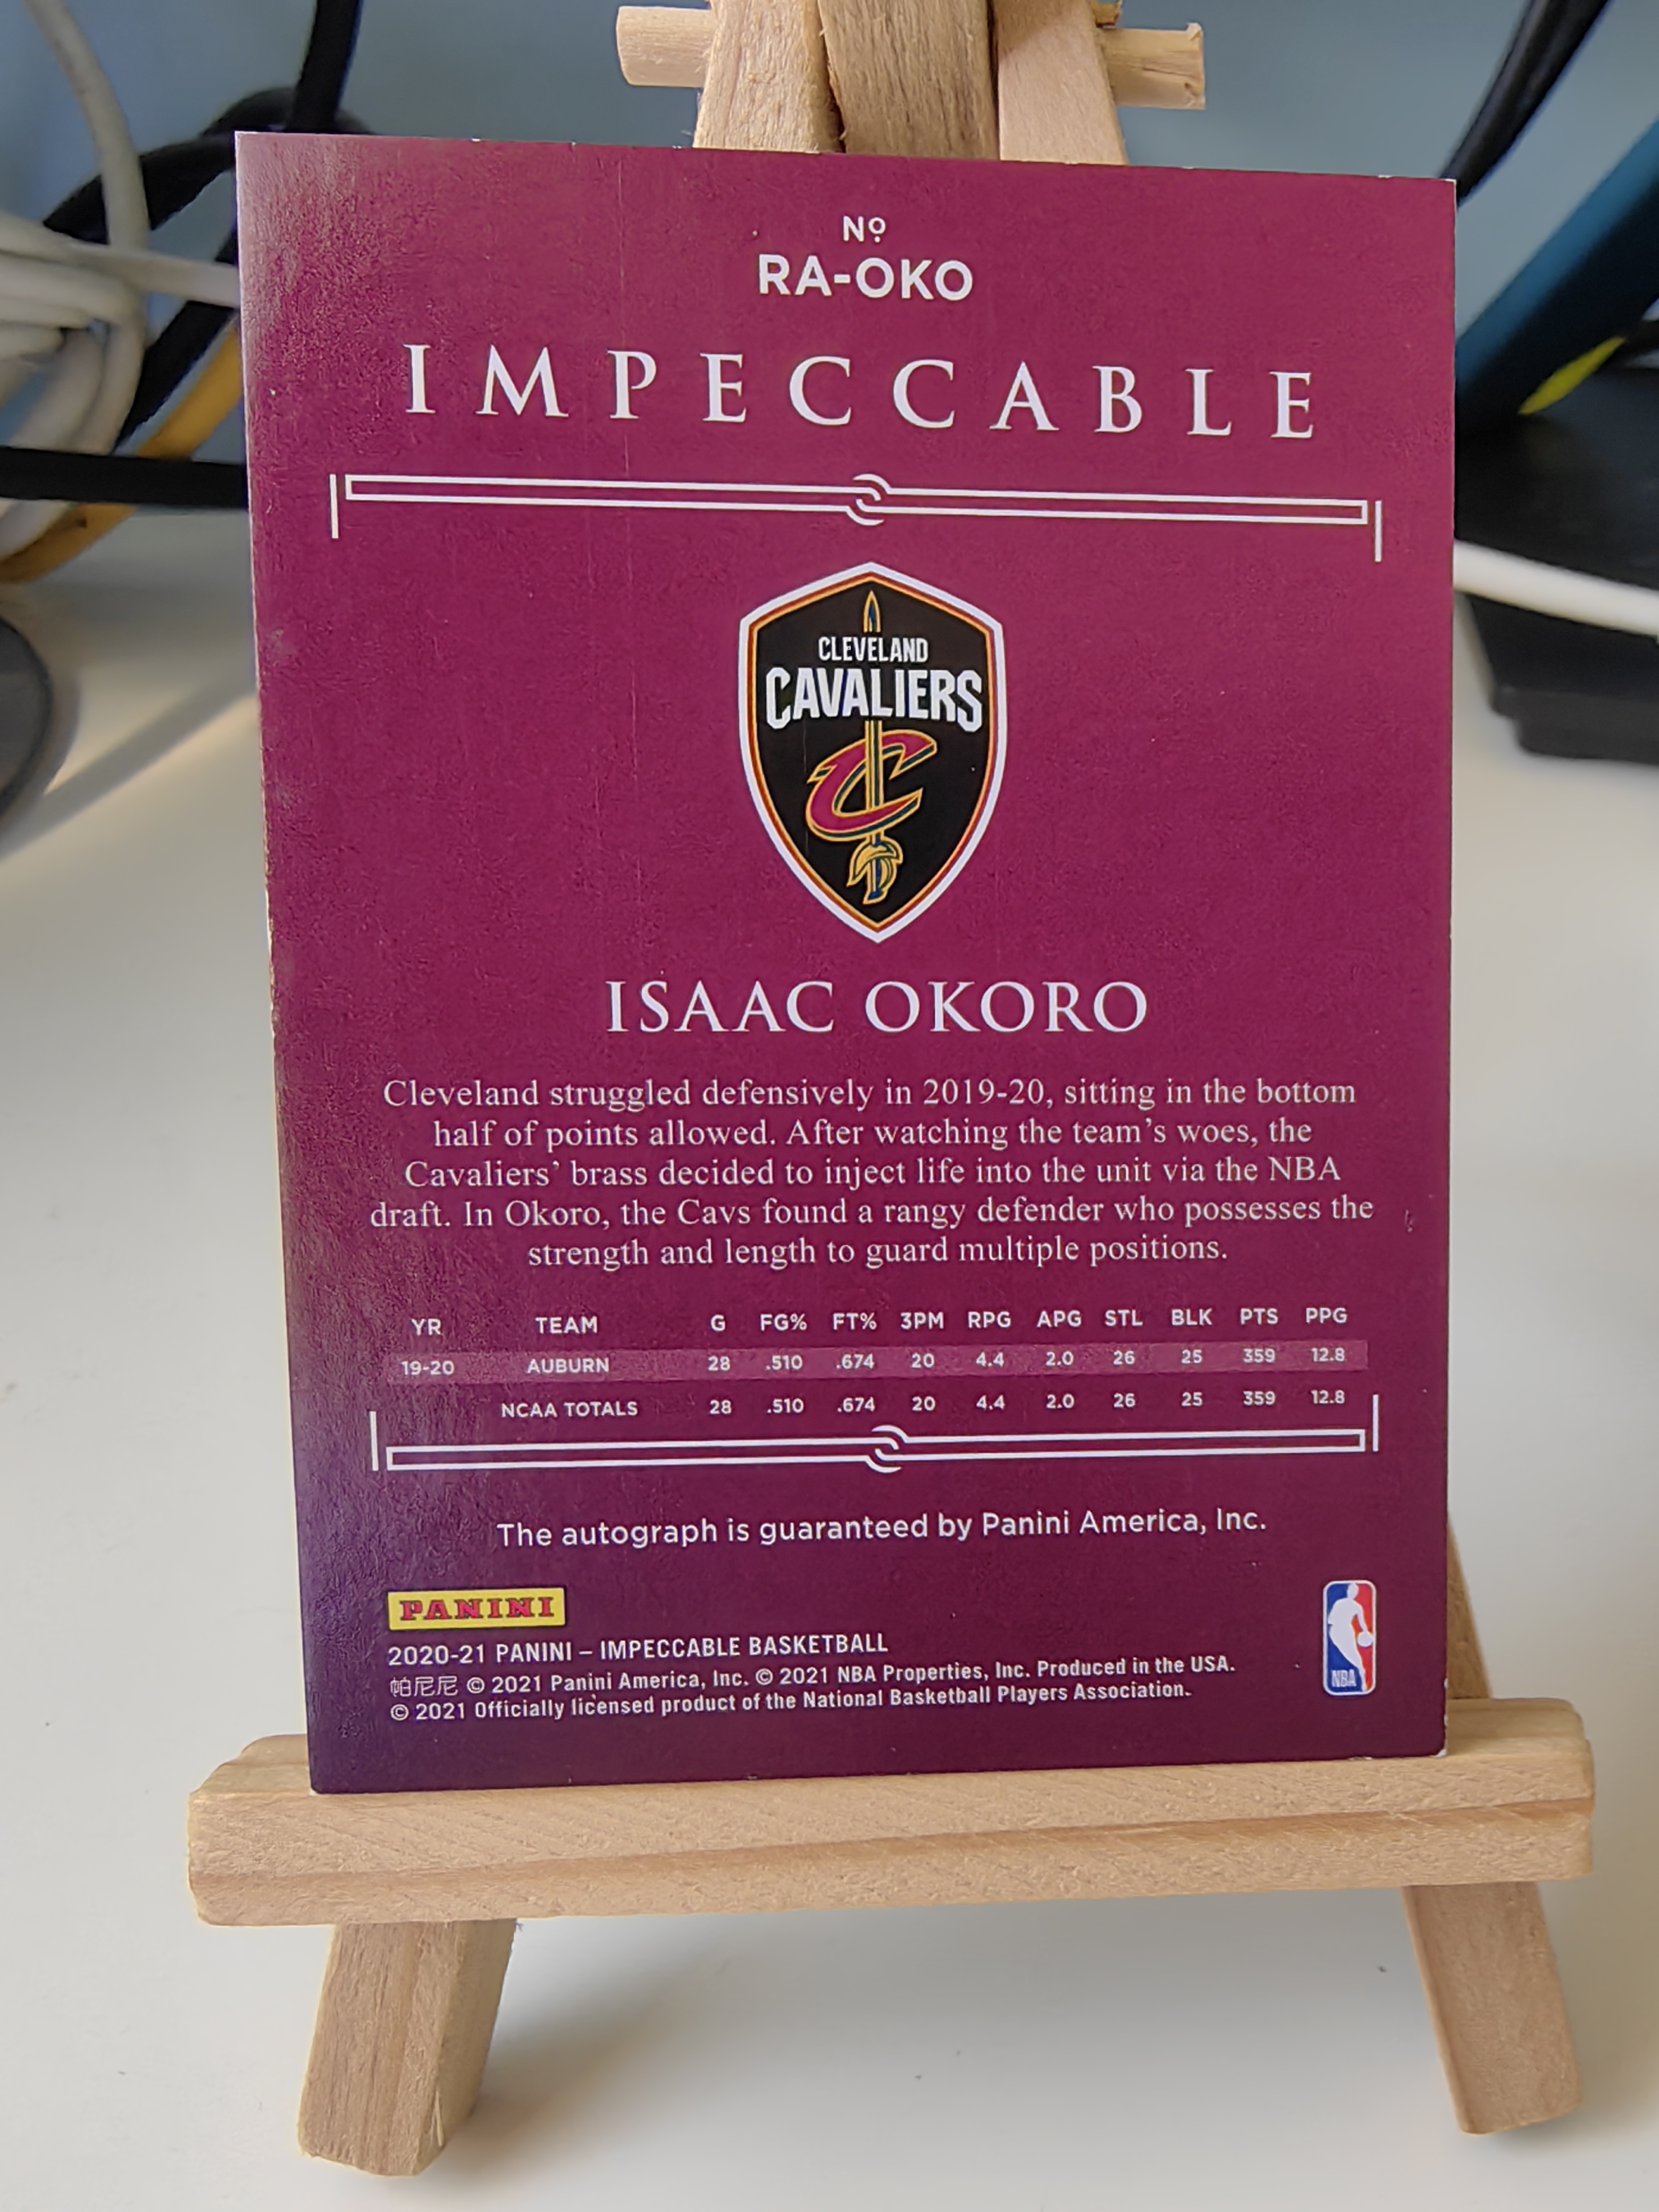 Nº
RA-OKO
IMPECCABLE
CLEVELAND
CAVALIERS
C
ISAAC OKORO
Cleveland struggled defensively in 2019-20, sitting in the bottom
half of points allowed. After watching the team's woes, the
Cavaliers' brass decided to inject life into the unit via the NBA
draft. In Okoro, the Cavs found a rangy defender who possesses the
strength and length to guard multiple positions.
YR TEAM G FG% FT% 3PM RPG APG STL BLK PTS PPG
19-20 AUBURN 28 .510 .674 20 4.4 2.0 26 25 359 12.8
NCAA TOTALS 28 .510 .674 20 4.4 2.0 26 25 359 12.8
The autograph is guaranteed by Panini America, Inc.
PANINI
2020-21 PANINI – IMPECCABLE BASKETBALL
帕尼尼 © 2021 Panini America, Inc. © 2021 NBA Properties, Inc. Produced in the USA.
© 2021 Officially licensed product of the National Basketball Players Association.
NBA